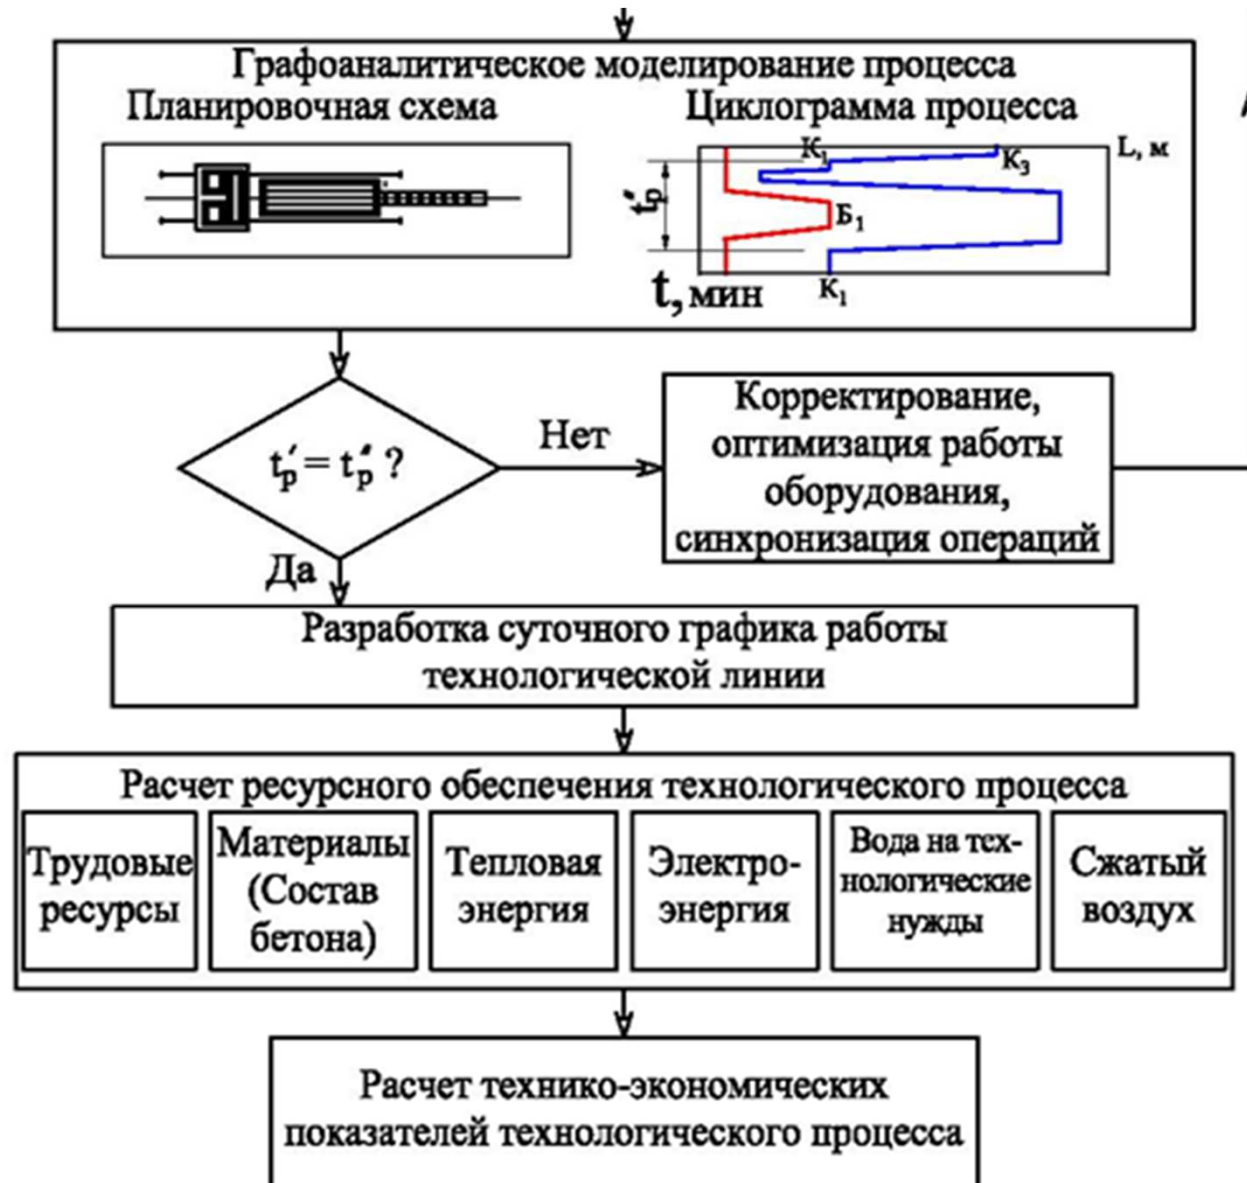 Графоаналитическое моделирование процесса
Планировочная схема
Циклограмма процесса
К₁
К₃
L, м
t″р
Б₁
t, мин
К₁
t′р = t″р ?
Нет
Корректирование,
оптимизация работы
оборудования,
синхронизация операций
Да
Разработка суточного графика работы
технологической линии
Расчет ресурсного обеспечения технологического процесса
Трудовые
ресурсы
Материалы
(Состав
бетона)
Тепловая
энергия
Электро-
энергия
Вода на тех-
нологические
нужды
Сжатый
воздух
Расчет технико-экономических
показателей технологического процесса